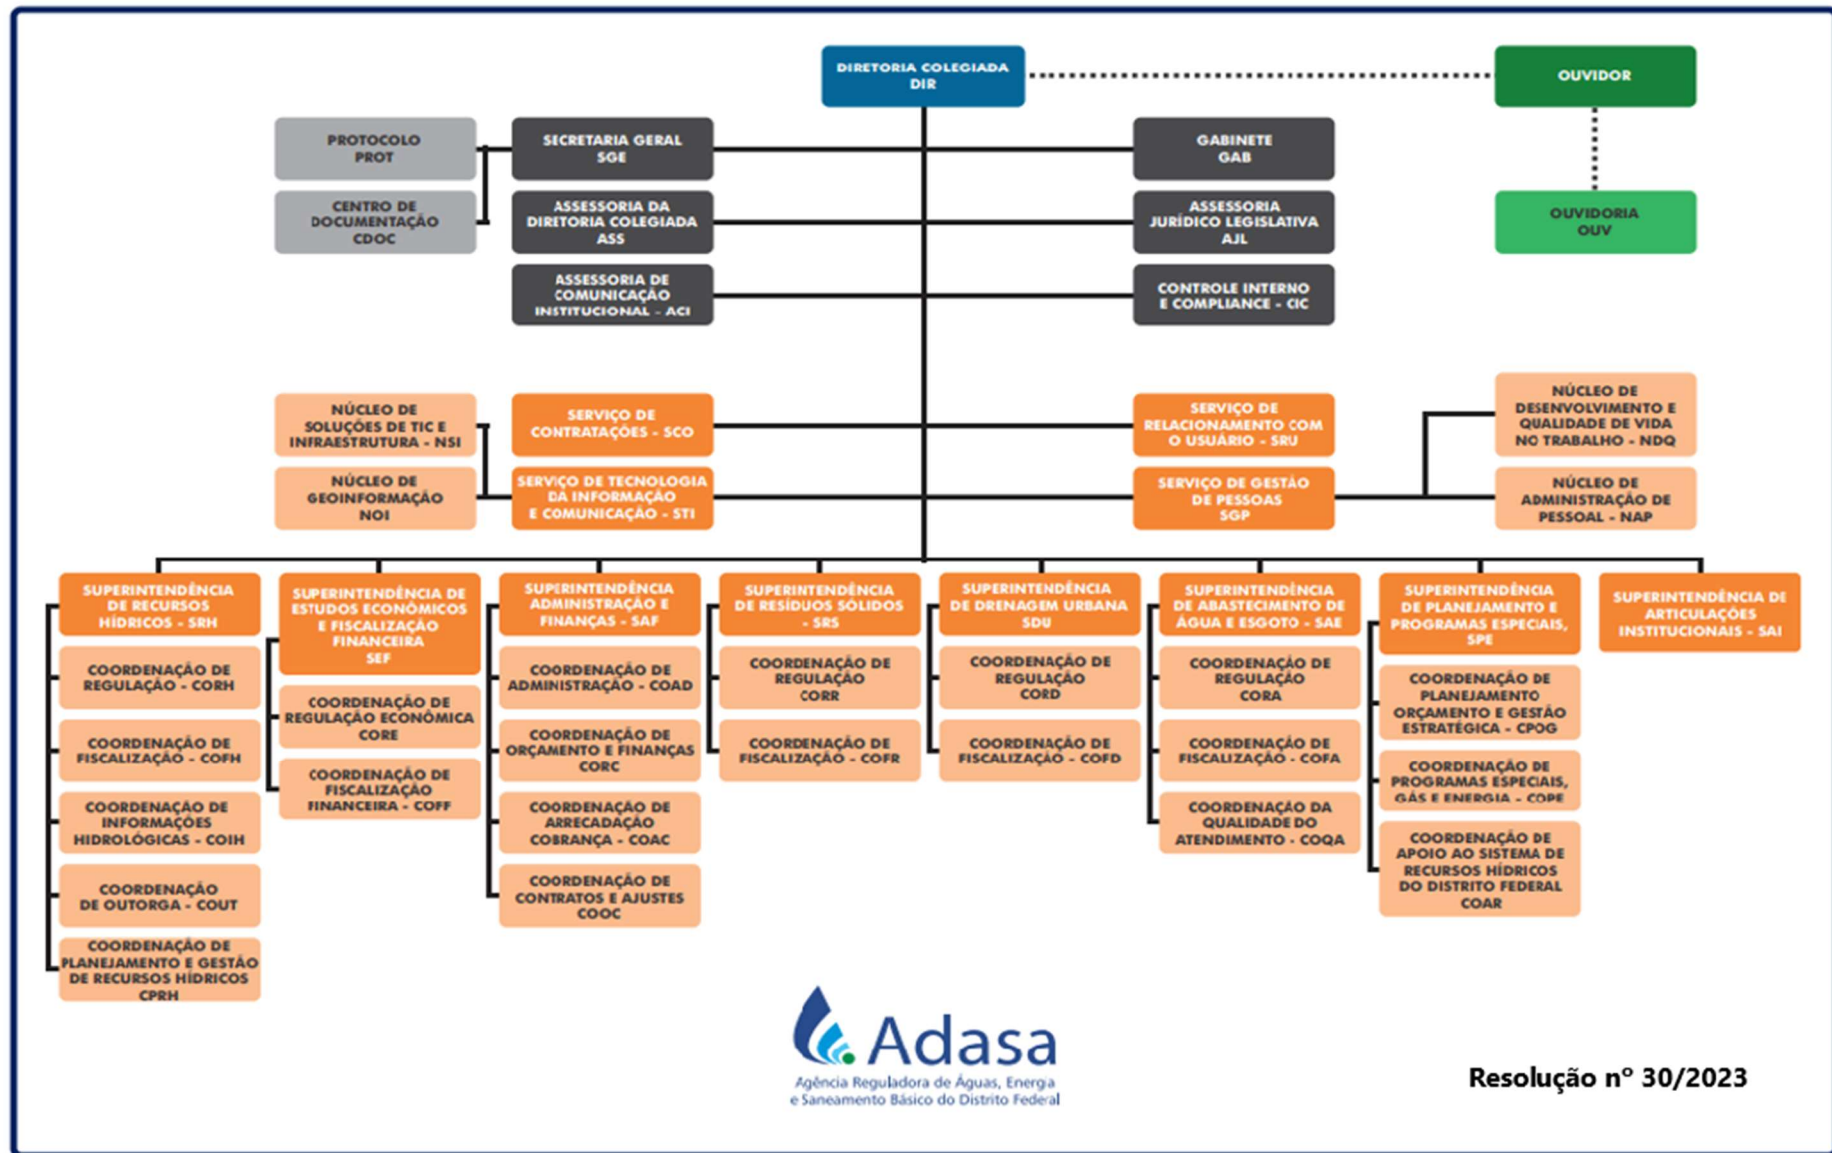 DIRETORIA COLEGIADA
DIR
OUVIDOR
PROTOCOLO
PROT
SECRETARIA GERAL
SGE
GABINETE
GAB
CENTRO DE
DOCUMENTAÇÃO
CDOC
ASSESSORIA DA
DIRETORIA COLEGIADA
ASS
ASSESSORIA
JURÍDICO LEGISLATIVA
AJL
OUVIDORIA
OUV
ASSESSORIA DE
COMUNICAÇÃO
INSTITUCIONAL - ACI
CONTROLE INTERNO
E COMPLIANCE - CIC
NÚCLEO DE
SOLUÇÕES DE TIC E
INFRAESTRUTURA - NSI
SERVIÇO DE
CONTRATAÇÕES - SCO
SERVIÇO DE
RELACIONAMENTO COM
O USUÁRIO - SRU
NÚCLEO DE
DESENVOLVIMENTO E
QUALIDADE DE VIDA
NO TRABALHO - NDQ
NÚCLEO DE
GEOINFORMAÇÃO
NOI
SERVIÇO DE TECNOLOGIA
DA INFORMAÇÃO
E COMUNICAÇÃO - STI
SERVIÇO DE GESTÃO
DE PESSOAS
SGP
NÚCLEO DE
ADMINISTRAÇÃO DE
PESSOAL - NAP
SUPERINTENDÊNCIA
DE RECURSOS
HÍDRICOS - SRH
COORDENAÇÃO DE
REGULAÇÃO - CORH
COORDENAÇÃO DE
FISCALIZAÇÃO - COFH
COORDENAÇÃO DE
INFORMAÇÕES
HIDROLÓGICAS - COIH
COORDENAÇÃO
DE OUTORGA - COUT
COORDENAÇÃO DE
PLANEJAMENTO E GESTÃO
DE RECURSOS HÍDRICOS
CPRH
SUPERINTENDÊNCIA DE
ESTUDOS ECONÔMICOS
E FISCALIZAÇÃO
FINANCEIRA
SEF
COORDENAÇÃO DE
REGULAÇÃO ECONÔMICA
CORE
COORDENAÇÃO DE
FISCALIZAÇÃO
FINANCEIRA - COFF
SUPERINTENDÊNCIA
ADMINISTRAÇÃO E
FINANÇAS - SAF
COORDENAÇÃO DE
ADMINISTRAÇÃO - COAD
COORDENAÇÃO DE
ORÇAMENTO E FINANÇAS
CORC
COORDENAÇÃO DE
ARRECADAÇÃO
COBRANÇA - COAC
COORDENAÇÃO DE
CONTRATOS E AJUSTES
COOC
SUPERINTENDÊNCIA
DE RESÍDUOS SÓLIDOS
- SRS
COORDENAÇÃO DE
REGULAÇÃO
CORR
COORDENAÇÃO DE
FISCALIZAÇÃO - COFR
SUPERINTENDÊNCIA
DE DRENAGEM URBANA
SDU
COORDENAÇÃO DE
REGULAÇÃO
CORD
COORDENAÇÃO DE
FISCALIZAÇÃO - COFD
SUPERINTENDÊNCIA
DE ABASTECIMENTO DE
ÁGUA E ESGOTO - SAE
COORDENAÇÃO DE
REGULAÇÃO
CORA
COORDENAÇÃO DE
FISCALIZAÇÃO - COFA
COORDENAÇÃO DA
QUALIDADE DO
ATENDIMENTO - COQA
SUPERINTENDÊNCIA
DE PLANEJAMENTO E
PROGRAMAS ESPECIAIS,
SPE
COORDENAÇÃO DE
PLANEJAMENTO
ORÇAMENTO E GESTÃO
ESTRATÉGICA - CPOG
COORDENAÇÃO DE
PROGRAMAS ESPECIAIS,
GÁS E ENERGIA - COPE
COORDENAÇÃO DE
APOIO AO SISTEMA DE
RECURSOS HÍDRICOS
DO DISTRITO FEDERAL
COAR
SUPERINTENDÊNCIA DE
ARTICULAÇÕES
INSTITUCIONAIS - SAI
Adasa
Agência Reguladora de Águas, Energia
e Saneamento Básico do Distrito Federal
Resolução nº 30/2023